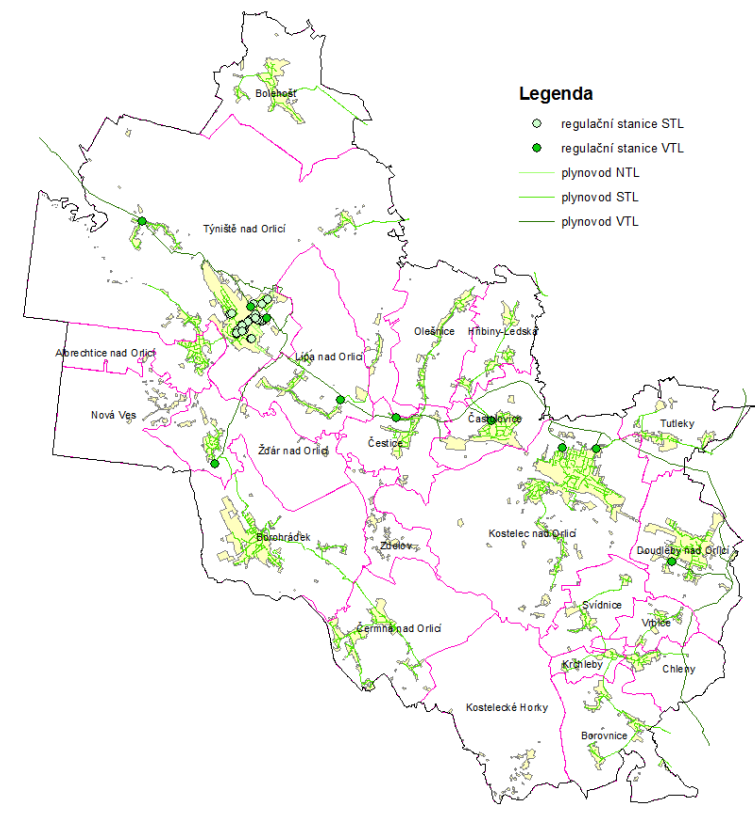 Legenda
regulační stanice STL
regulační stanice VTL
plynovod NTL
plynovod STL
plynovod VTL
Bolehošť
Týniště nad Orlicí
Olešnice
Hřibiny-Ledská
Albrechtice nad Orlicí
Lípa nad Orlicí
Nová Ves
Častolovice
Tutleky
Čestice
Žďár nad Orlicí
Borohrádek
Kostelec nad Orlicí
Zdelov
Doudleby nad Orlicí
Svídnice
Vrbice
Čermná nad Orlicí
Krchleby
Chleny
Kostelecké Horky
Borovnice